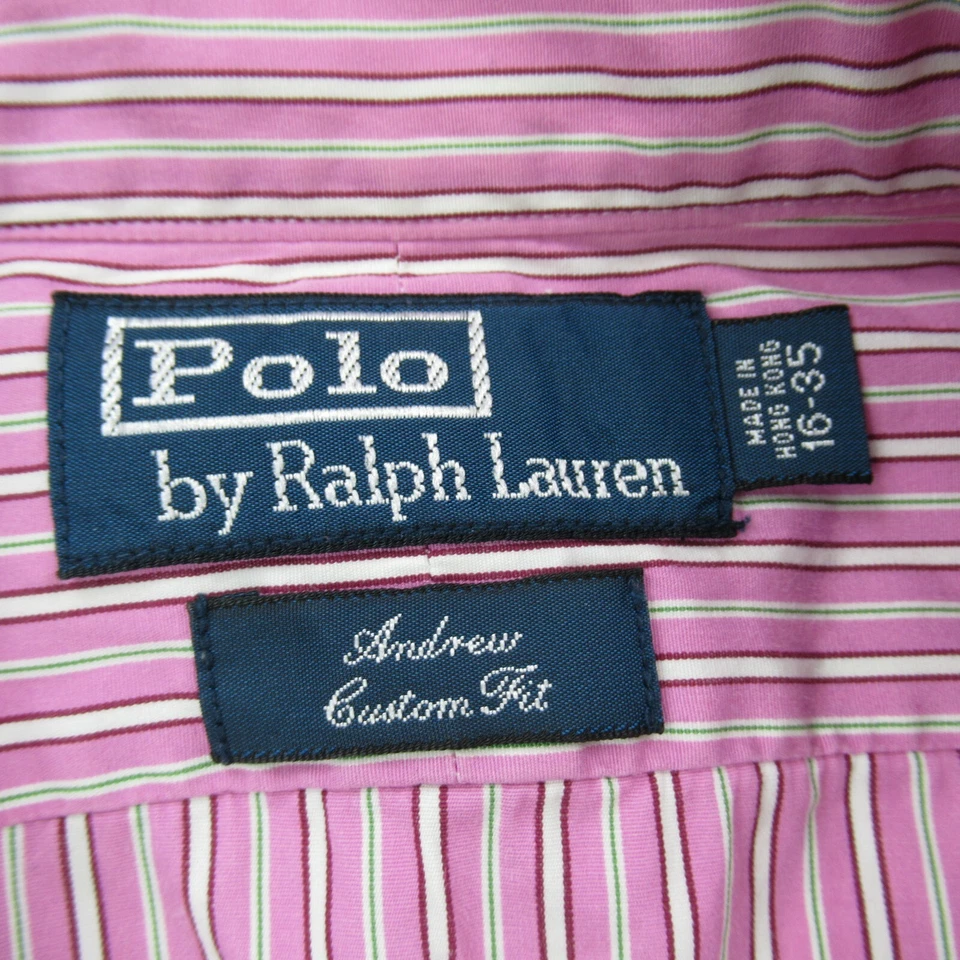 Polo
by Ralph Lauren
MADE IN
HONG KONG
16-35
Andrew
Custom Fit